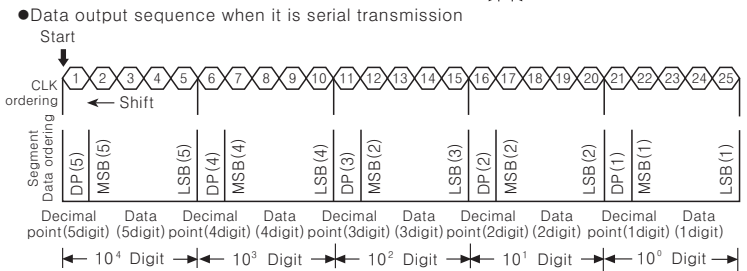 ●Data output sequence when it is serial transmission
Start
CLK ordering 1 2 3 4 5 6 7 8 9 10 11 12 13 14 15 16 17 18 19 20 21 22 23 24 25
Shift
Segment Data ordering
DP(5) MSB(5) LSB(5) DP(4) MSB(4) LSB(4) DP(3) MSB(2) LSB(3) DP(2) MSB(2) LSB(2) DP(1) MSB(1) LSB(1)
Decimal Data Decimal Data Decimal Data Decimal Data Decimal Data
point(5digit) (5digit) point(4digit) (4digit) point(3digit) (3digit) point(2digit) (2digit) point(1digit) (1digit)
10⁴ Digit 10³ Digit 10² Digit 10¹ Digit 10⁰ Digit